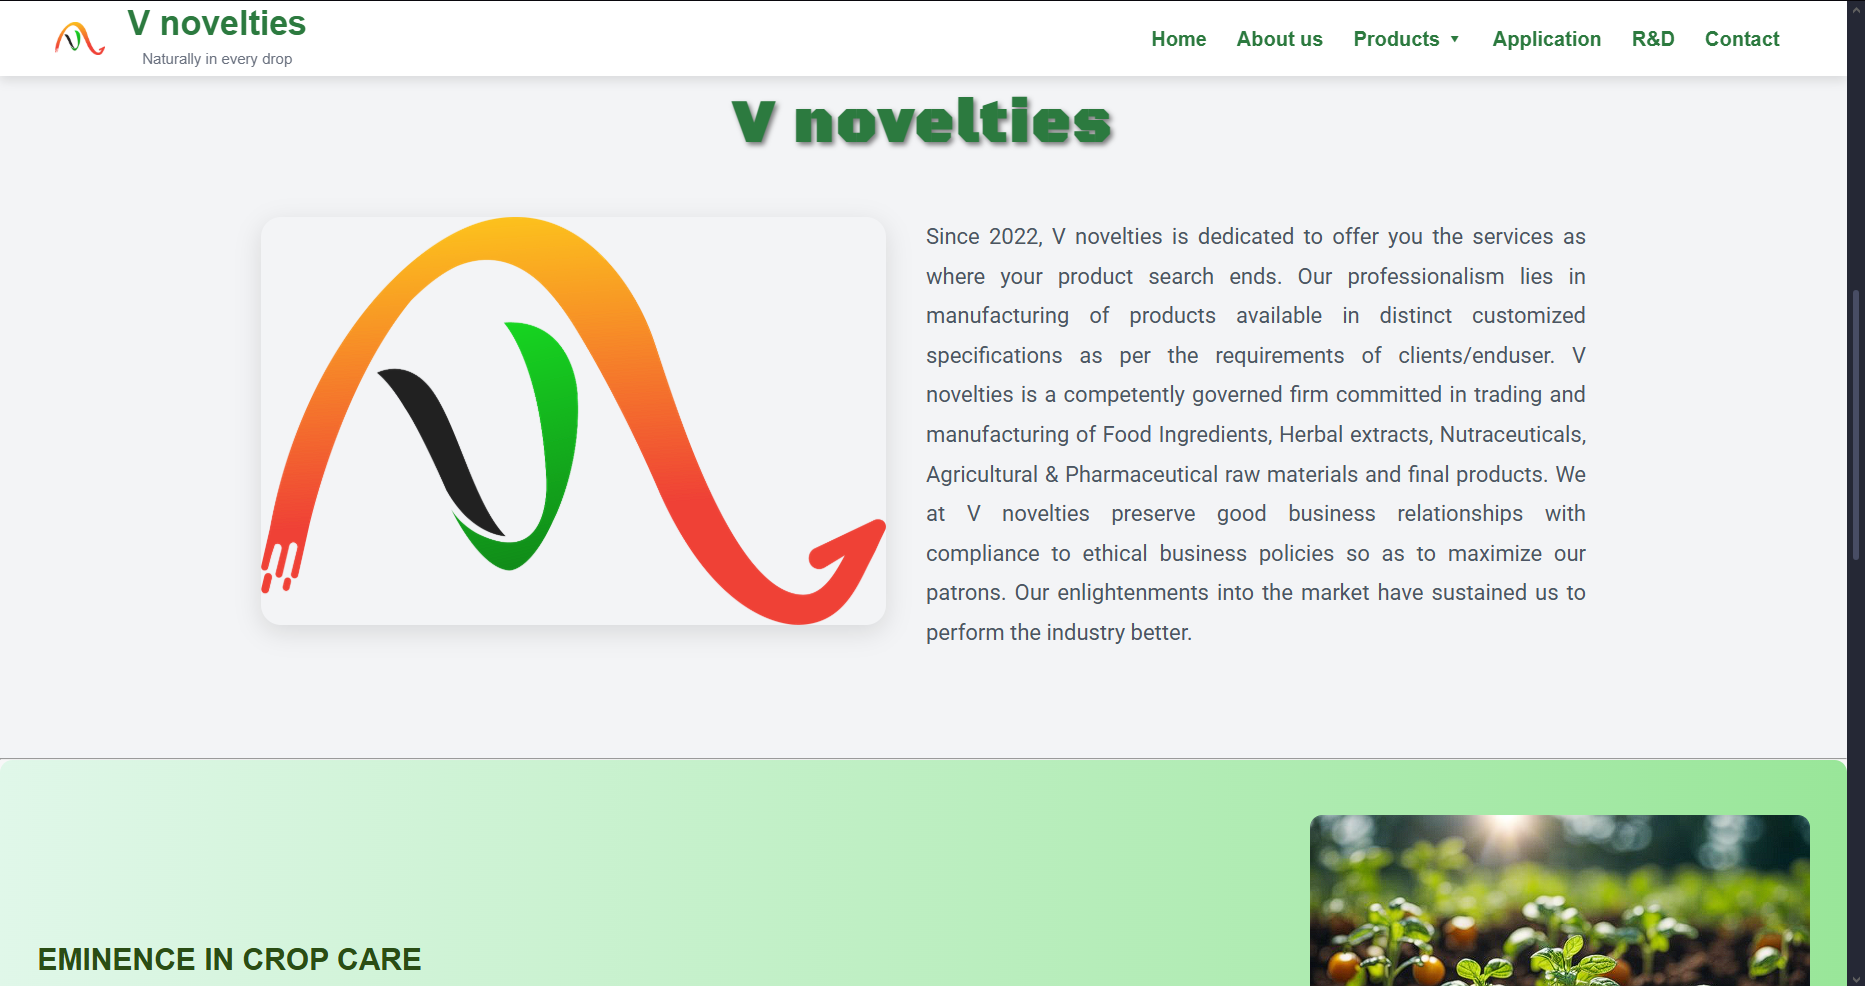 V novelties
Naturally in every drop
Home About us Products ▼ Application R&D Contact
V novelties
Since 2022, V novelties is dedicated to offer you the services as
where your product search ends. Our professionalism lies in
manufacturing of products available in distinct customized
specifications as per the requirements of clients/enduser. V
novelties is a competently governed firm committed in trading and
manufacturing of Food Ingredients, Herbal extracts, Nutraceuticals,
Agricultural & Pharmaceutical raw materials and final products. We
at V novelties preserve good business relationships with
compliance to ethical business policies so as to maximize our
patrons. Our enlightenments into the market have sustained us to
perform the industry better.
EMINENCE IN CROP CARE